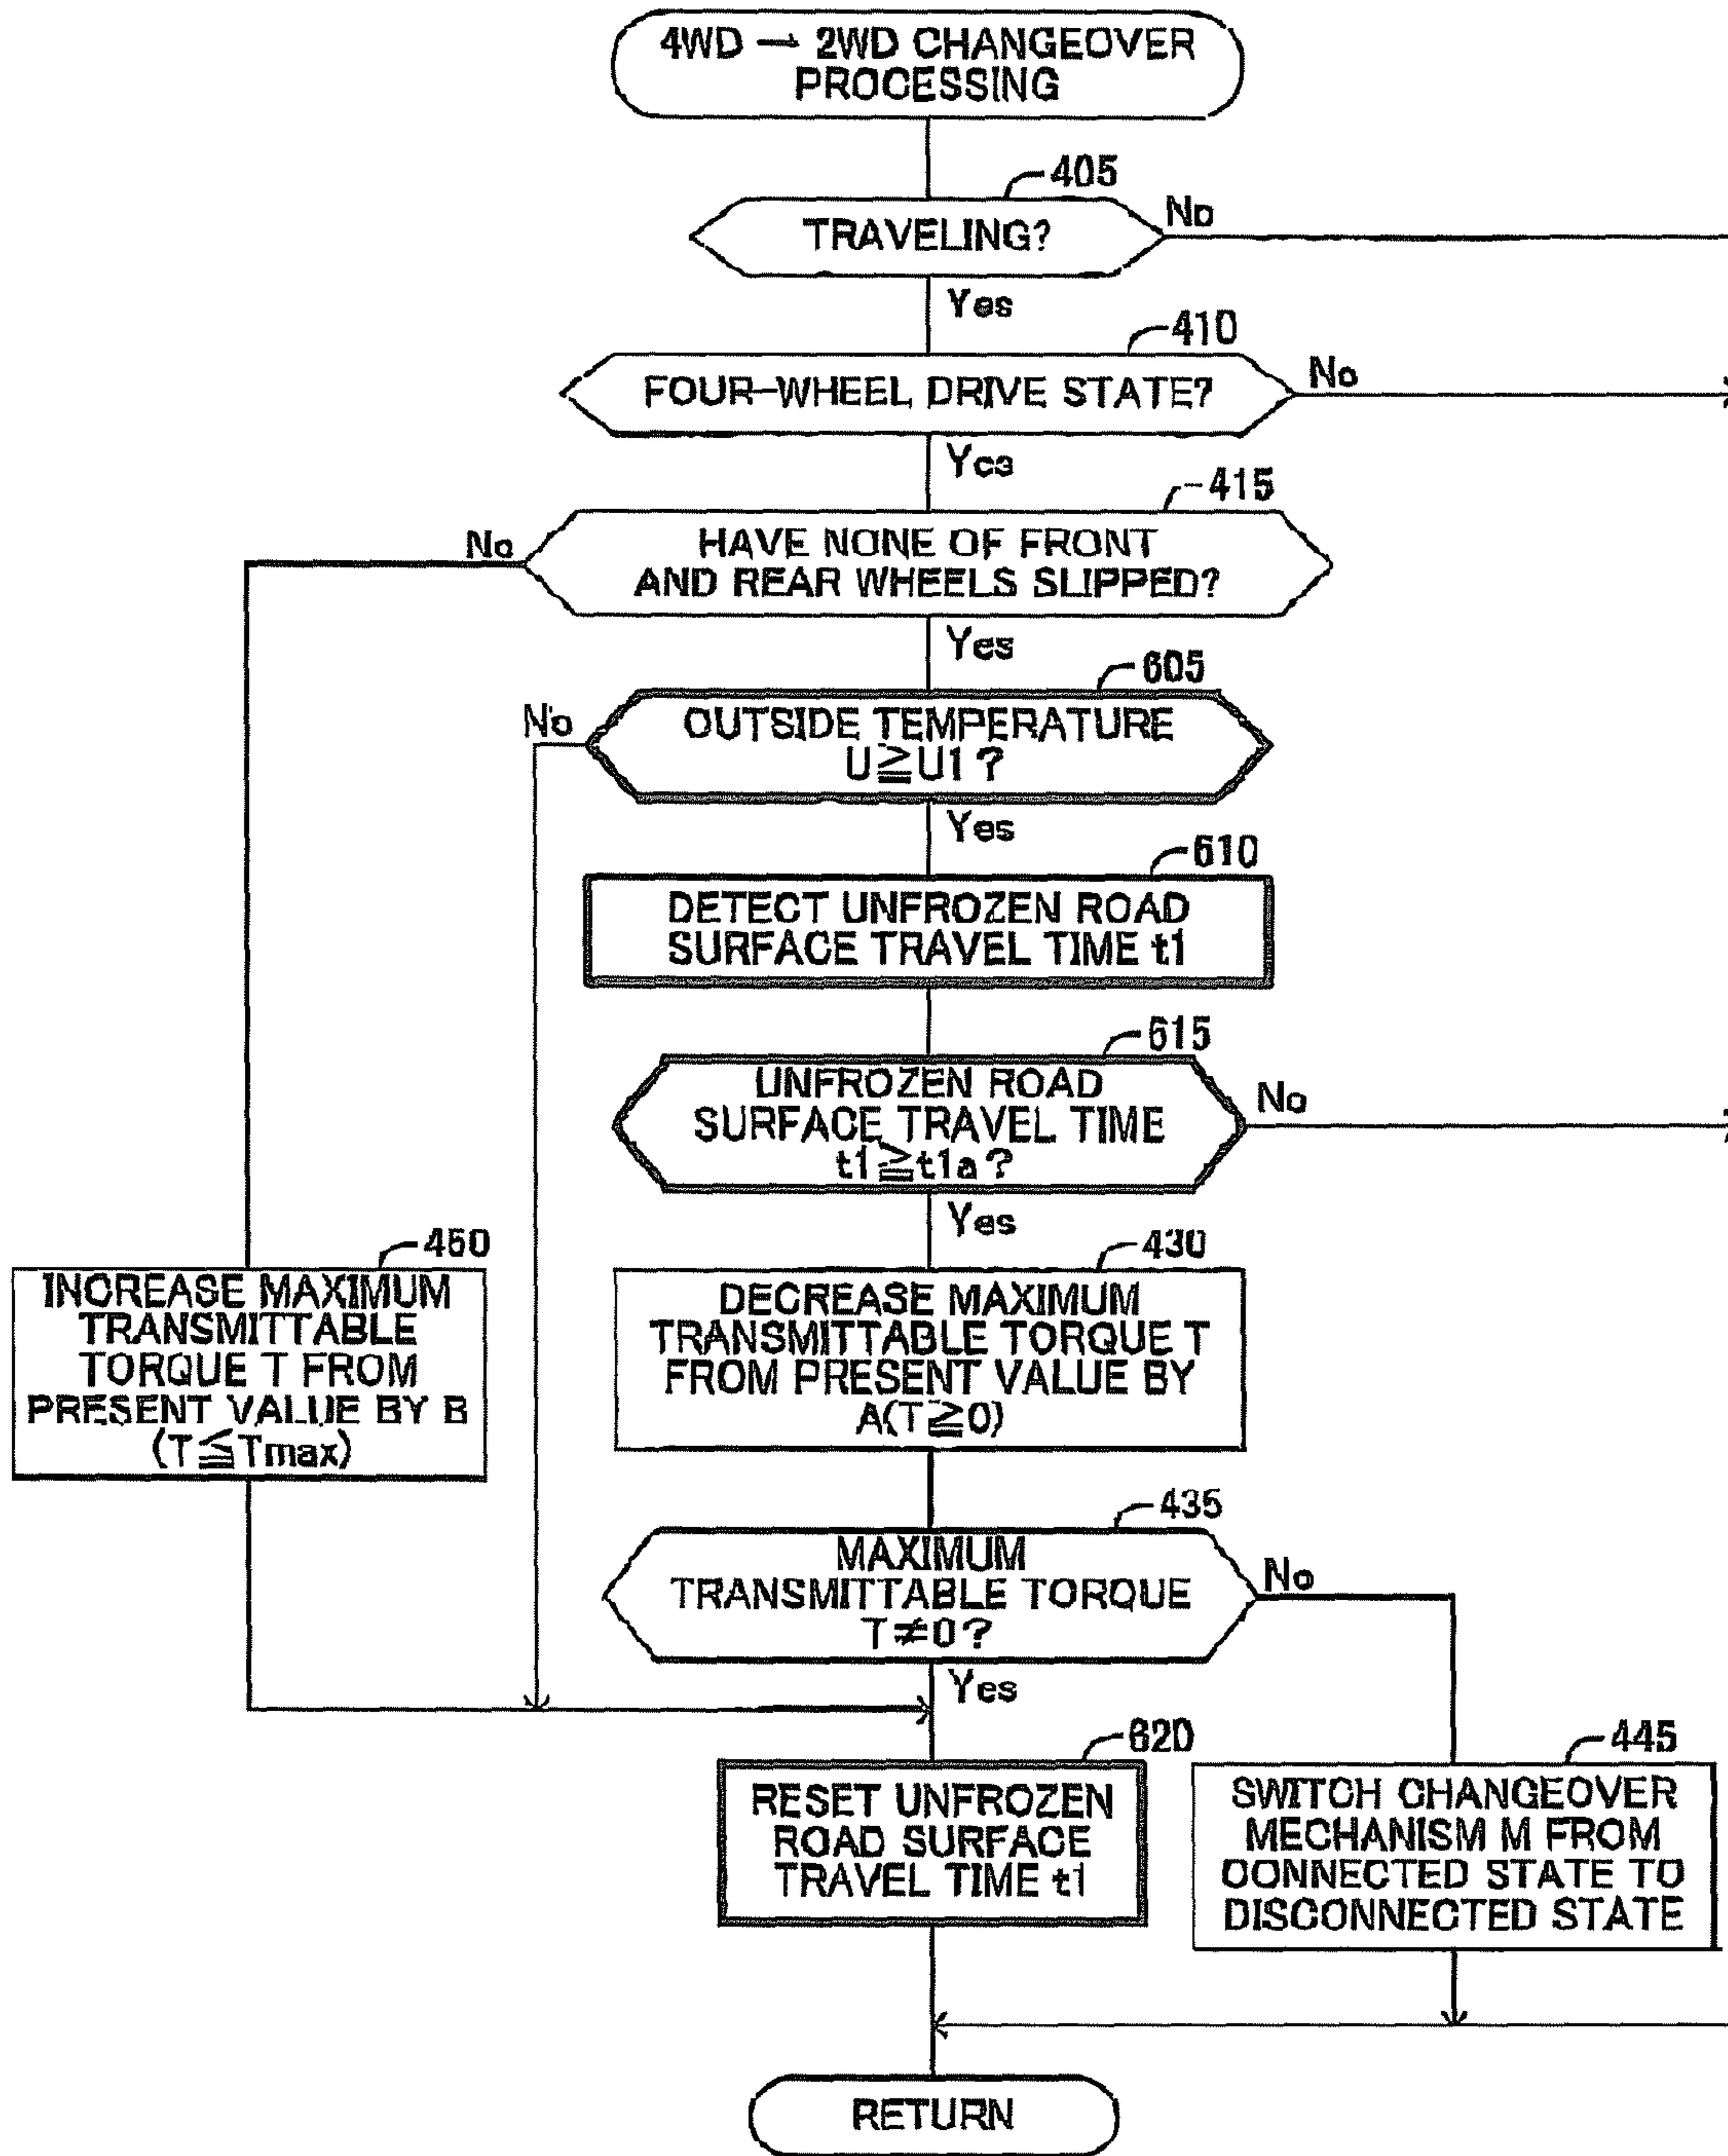 4WD → 2WD CHANGEOVER
PROCESSING
405
TRAVELING?
No
Yes
410
FOUR-WHEEL DRIVE STATE?
No
Yes
415
HAVE NONE OF FRONT
AND REAR WHEELS SLIPPED?
No
Yes
605
OUTSIDE TEMPERATURE
U≧U1?
No
Yes
610
DETECT UNFROZEN ROAD
SURFACE TRAVEL TIME t1
615
UNFROZEN ROAD
SURFACE TRAVEL TIME
t1≧t1a?
No
Yes
450
INCREASE MAXIMUM
TRANSMITTABLE
TORQUE T FROM
PRESENT VALUE BY B
(T≦Tmax)
430
DECREASE MAXIMUM
TRANSMITTABLE TORQUE T
FROM PRESENT VALUE BY
A(T≧0)
435
MAXIMUM
TRANSMITTABLE TORQUE
T≠0?
No
Yes
620
RESET UNFROZEN
ROAD SURFACE
TRAVEL TIME t1
445
SWITCH CHANGEOVER
MECHANISM M FROM
CONNECTED STATE TO
DISCONNECTED STATE
RETURN